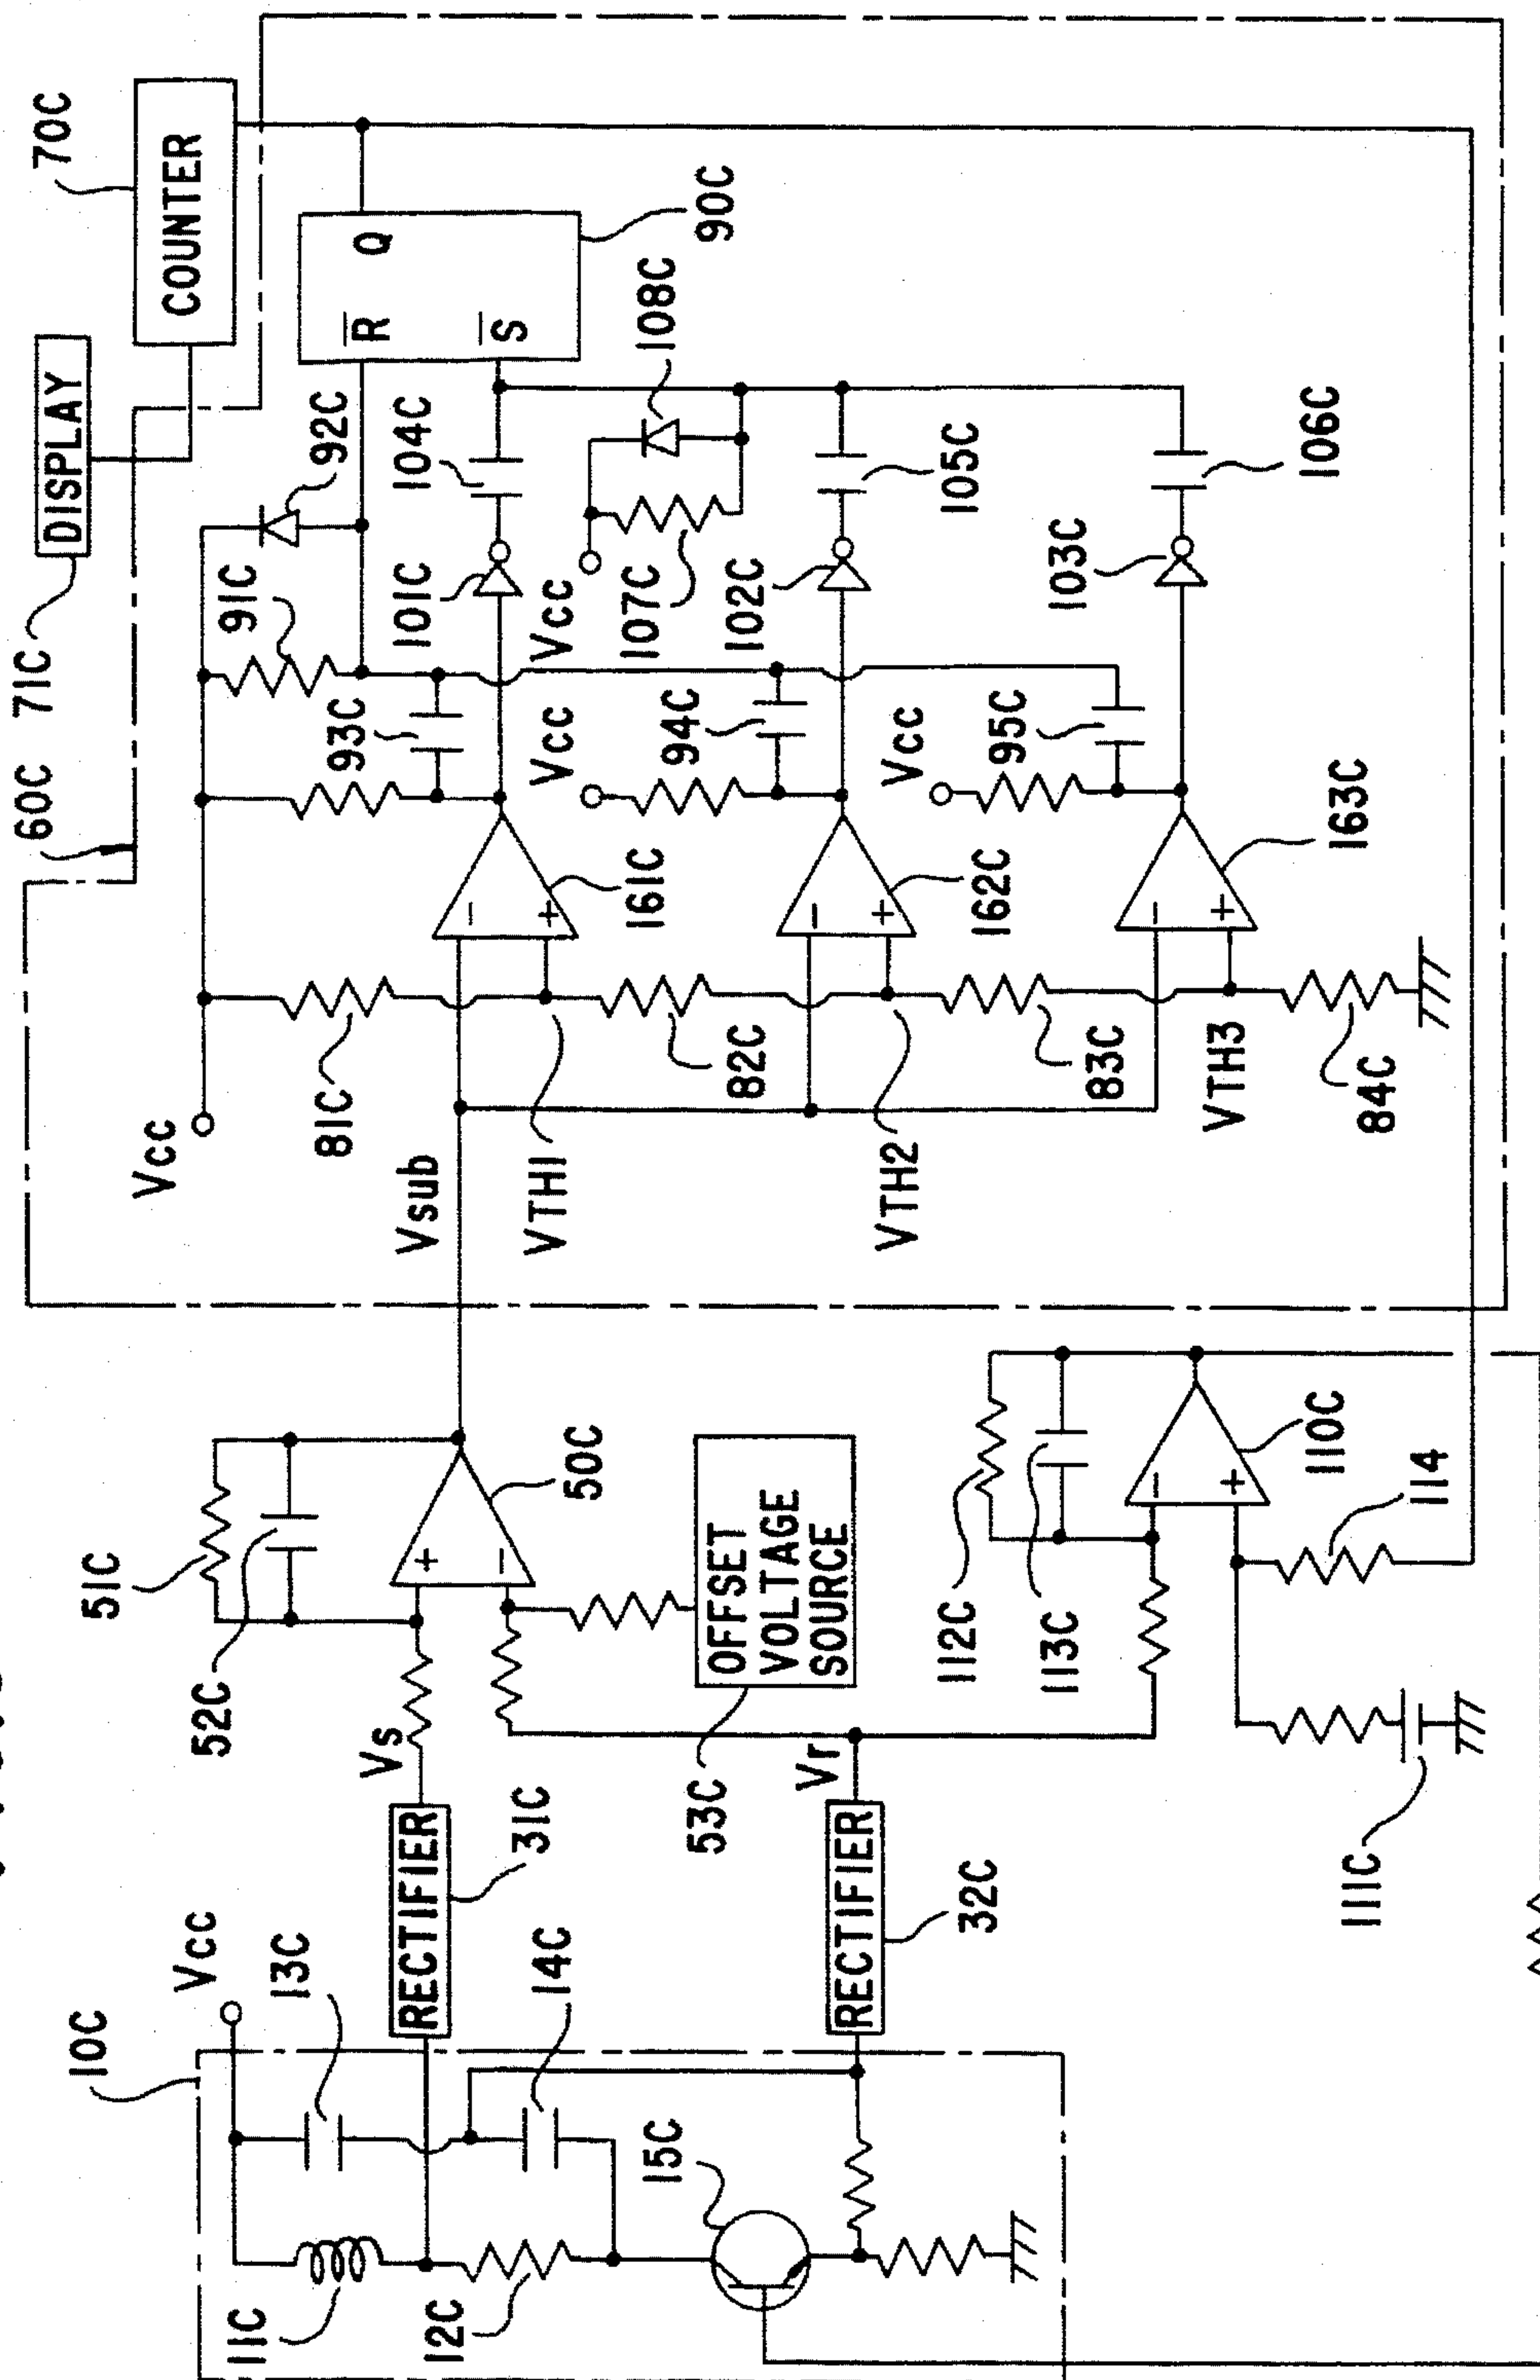 70C
COUNTER
71C
DISPLAY
60C
Vcc
91C
92C
R
Q
S
90C
93C
101C
104C
108C
Vcc
107C
Vcc
94C
102C
105C
Vcc
95C
103C
106C
81C
161C
-
+
82C
162C
-
+
83C
163C
-
+
84C
Vsub
VTH1
VTH2
VTH3
51C
52C
+
-
50C
Vs
OFFSET
VOLTAGE
SOURCE
53C
Vr
112C
113C
-
+
110C
114
111C
10C
Vcc
13C
RECTIFIER
31C
14C
RECTIFIER
32C
15C
11C
12C